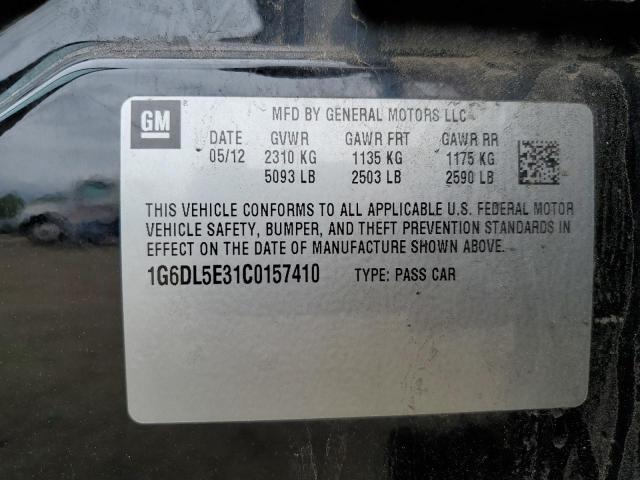 GM ®
MFD BY GENERAL MOTORS LLC
DATE GVWR GAWR FRT GAWR RR
05/12 2310 KG 1135 KG 1175 KG
5093 LB 2503 LB 2590 LB
THIS VEHICLE CONFORMS TO ALL APPLICABLE U.S. FEDERAL MOTOR
VEHICLE SAFETY, BUMPER, AND THEFT PREVENTION STANDARDS IN
EFFECT ON THE DATE OF MANUFACTURE SHOWN ABOVE.
1G6DL5E31C0157410 TYPE: PASS CAR